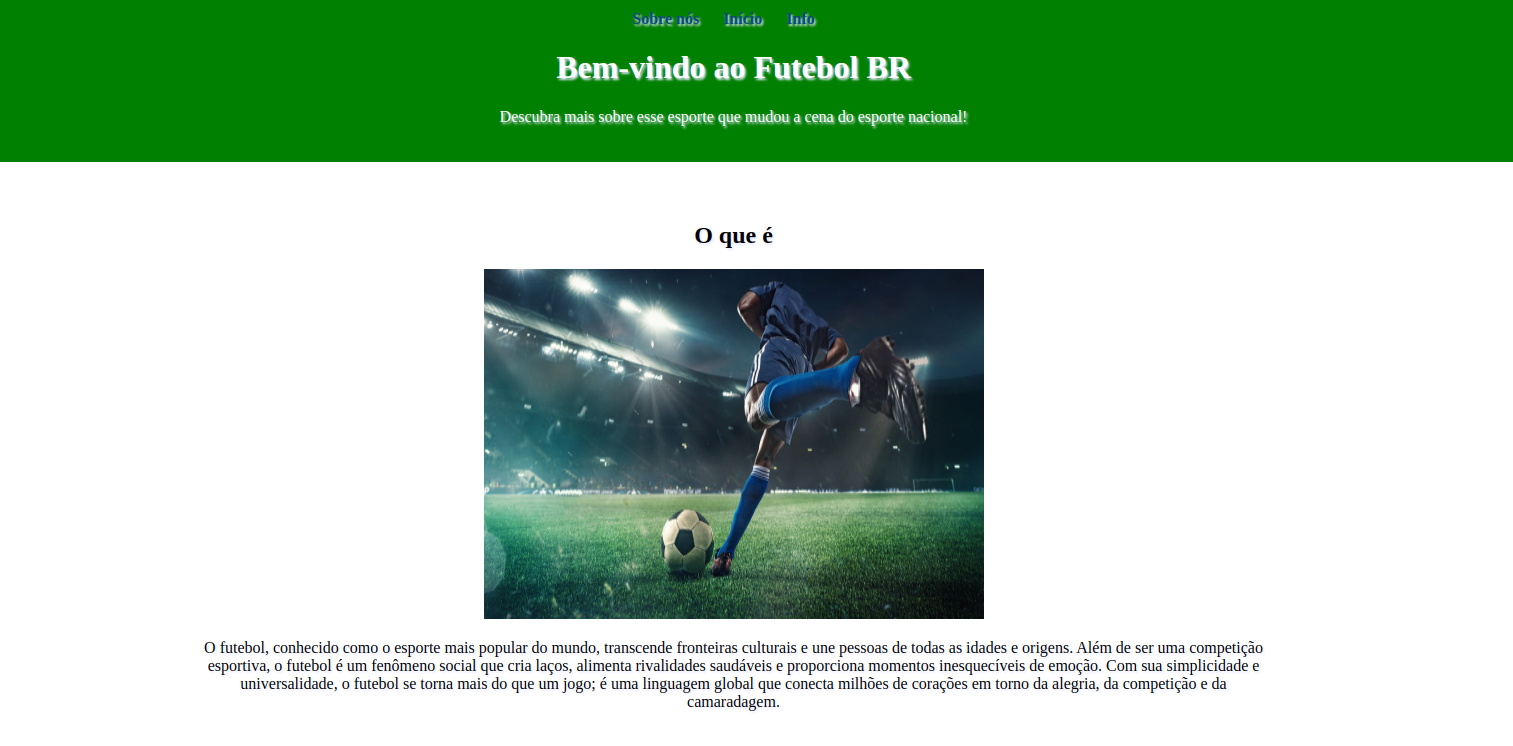 Sobre nós Início Info
Bem-vindo ao Futebol BR
Descubra mais sobre esse esporte que mudou a cena do esporte nacional!
O que é
O futebol, conhecido como o esporte mais popular do mundo, transcende fronteiras culturais e une pessoas de todas as idades e origens. Além de ser uma competição
esportiva, o futebol é um fenômeno social que cria laços, alimenta rivalidades saudáveis e proporciona momentos inesquecíveis de emoção. Com sua simplicidade e
universalidade, o futebol se torna mais do que um jogo; é uma linguagem global que conecta milhões de corações em torno da alegria, da competição e da
camaradagem.